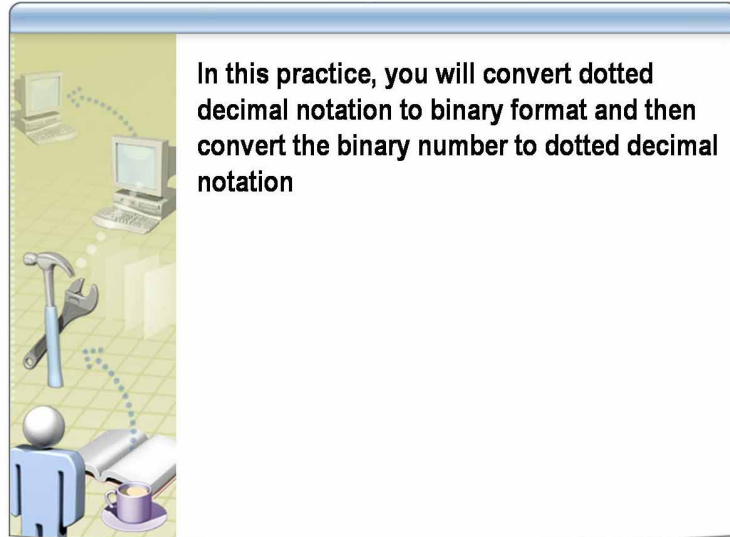 In this practice, you will convert dotted
decimal notation to binary format and then
convert the binary number to dotted decimal
notation